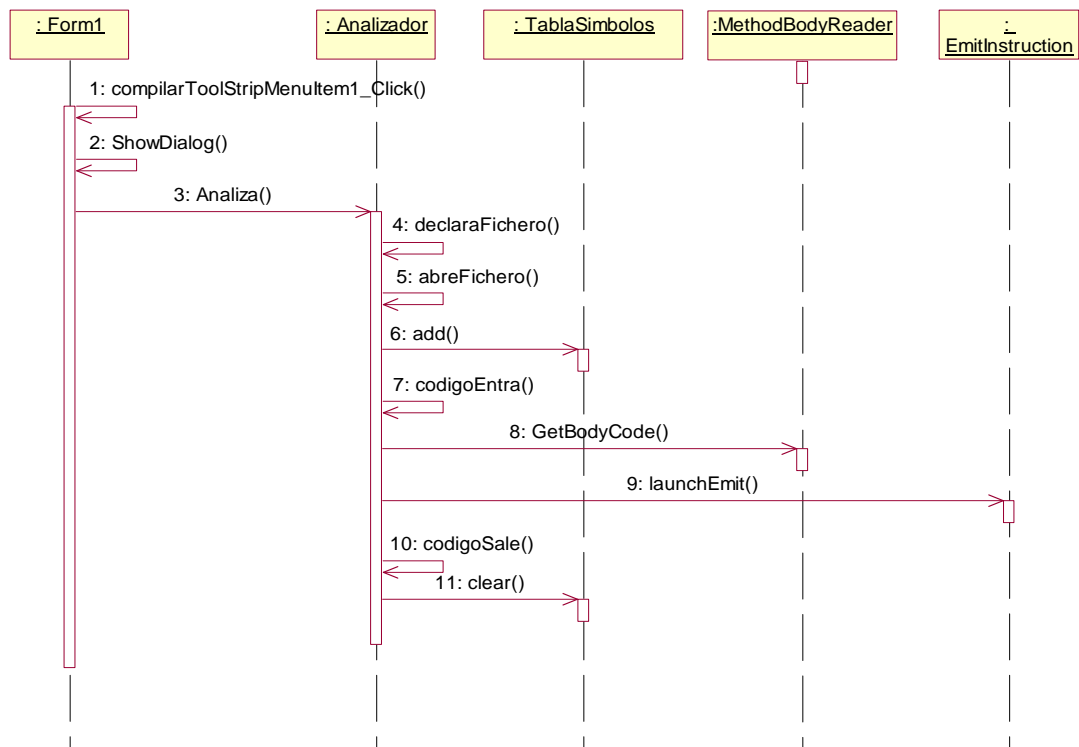 : Form1
: Analizador
: TablaSimbolos
:MethodBodyReader
:
EmitInstruction
1: compilarToolStripMenuItem1_Click()
2: ShowDialog()
3: Analiza()
4: declaraFichero()
5: abreFichero()
6: add()
7: codigoEntra()
8: GetBodyCode()
9: launchEmit()
10: codigoSale()
11: clear()